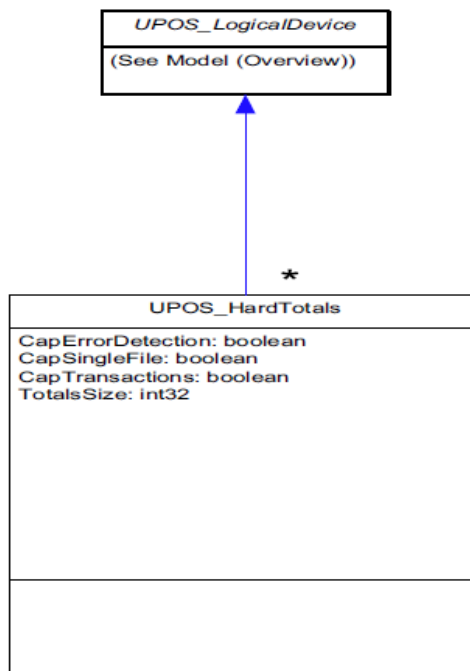 UPOS_LogicalDevice
(See Model (Overview))
*
UPOS_HardTotals
CapErrorDetection: boolean
CapSingleFile: boolean
CapTransactions: boolean
TotalsSize: int32